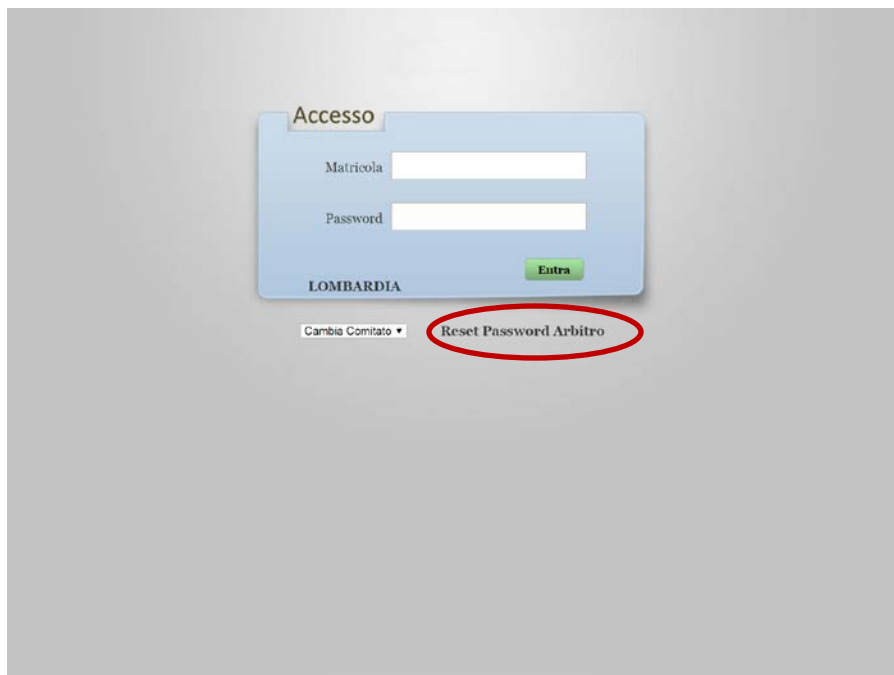 Accesso
Matricola
Password
Entra
LOMBARDIA
Cambia Comitato
Reset Password Arbitro